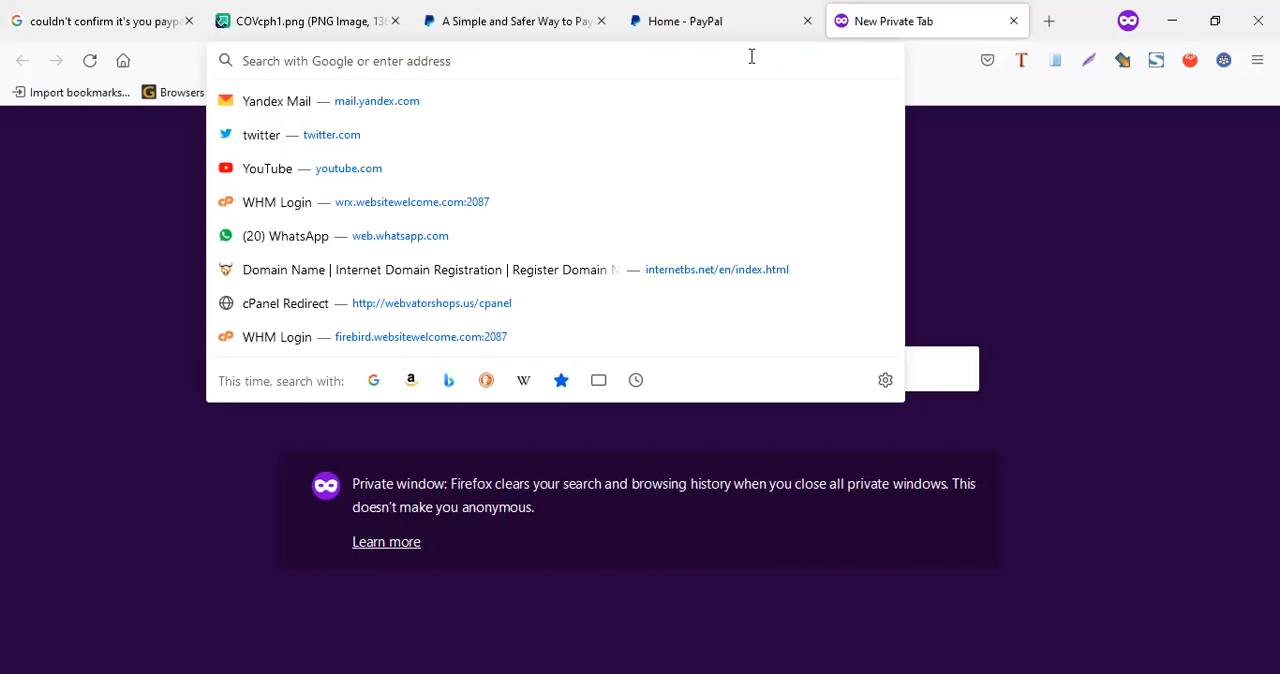 couldn't confirm it's you paype
COVcph1.png (PNG Image, 136
A Simple and Safer Way to Pay
Home - PayPal
New Private Tab
Search with Google or enter address
Import bookmarks...
Browsers
Yandex Mail — mail.yandex.com
twitter — twitter.com
YouTube — youtube.com
WHM Login — wrx.websitewelcome.com:2087
(20) WhatsApp — web.whatsapp.com
Domain Name | Internet Domain Registration | Register Domain N — internetbs.net/en/index.html
cPanel Redirect — http://webvatorshops.us/cpanel
WHM Login — firebird.websitewelcome.com:2087
This time, search with:
Private window: Firefox clears your search and browsing history when you close all private windows. This
doesn't make you anonymous.
Learn more